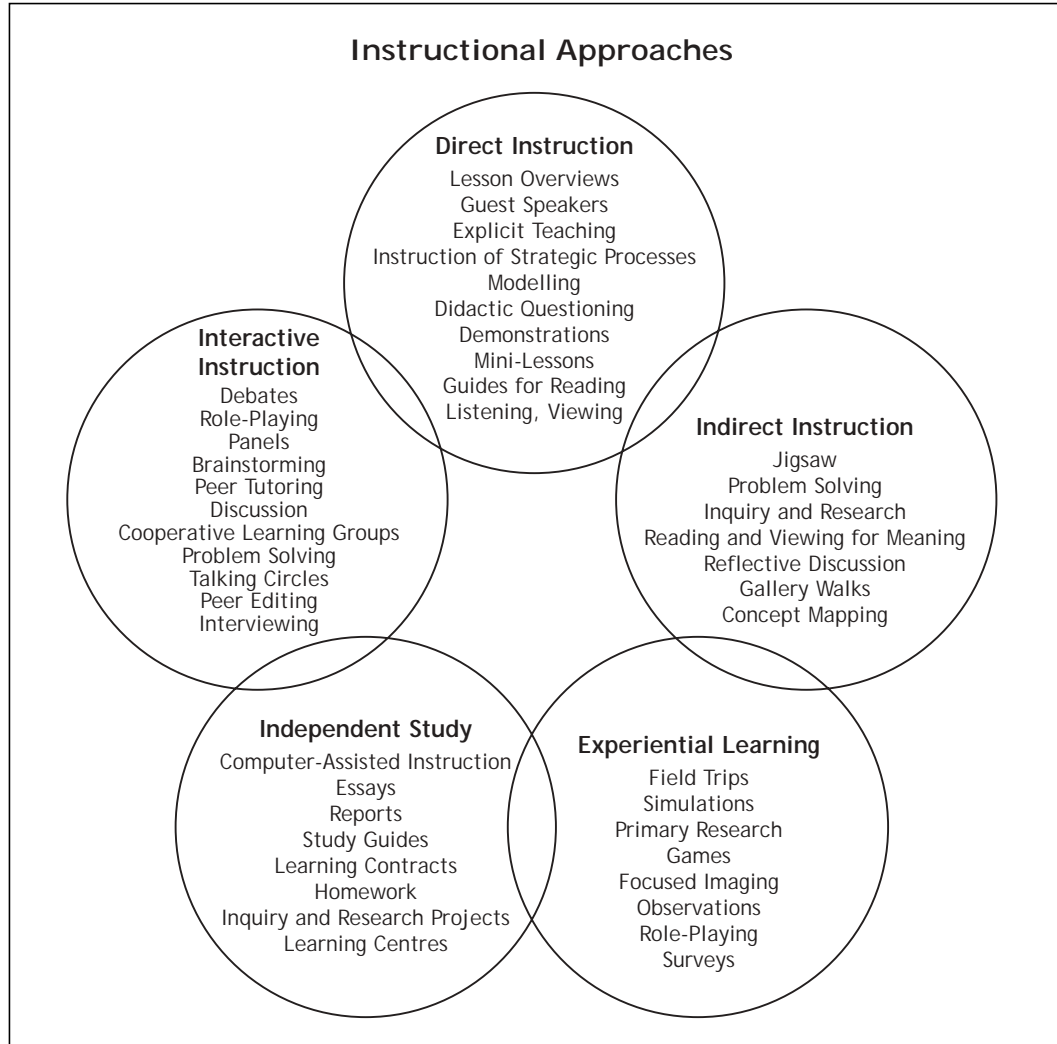 Instructional Approaches
Direct Instruction
Lesson Overviews
Guest Speakers
Explicit Teaching
Instruction of Strategic Processes
Modelling
Didactic Questioning
Demonstrations
Mini-Lessons
Guides for Reading
Listening, Viewing
Interactive
Instruction
Debates
Role-Playing
Panels
Brainstorming
Peer Tutoring
Discussion
Cooperative Learning Groups
Problem Solving
Talking Circles
Peer Editing
Interviewing
Indirect Instruction
Jigsaw
Problem Solving
Inquiry and Research
Reading and Viewing for Meaning
Reflective Discussion
Gallery Walks
Concept Mapping
Independent Study
Computer-Assisted Instruction
Essays
Reports
Study Guides
Learning Contracts
Homework
Inquiry and Research Projects
Learning Centres
Experiential Learning
Field Trips
Simulations
Primary Research
Games
Focused Imaging
Observations
Role-Playing
Surveys